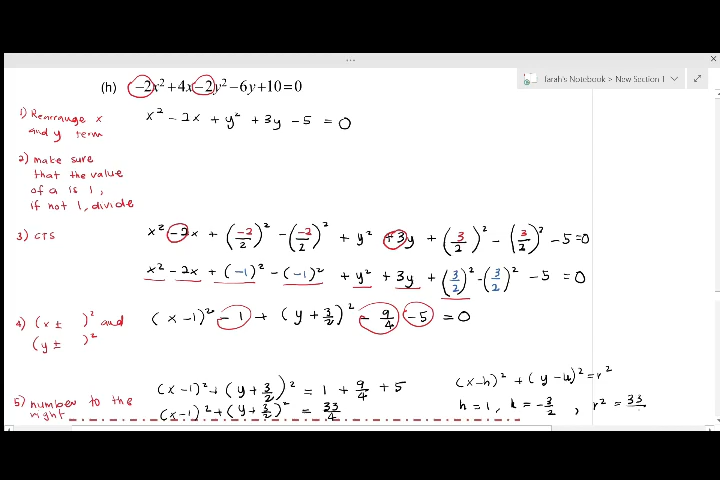 Tarah's Notebook > New Section 1
(h) −2x²+4x−2y²−6y+10=0
1) Rearrange x and y term
x² − 2x + y² + 3y − 5 = 0
2) make sure that the value of a is 1, if not 1, divide
3) CTS
x² − 2x + (−2/2)² − (−2/2)² + y² + 3y + (3/2)² − (3/2)² − 5 = 0
x² − 2x + (−1)² − (−1)² + y² + 3y + (3/2)² − (3/2)² − 5 = 0
4) (x ± )² and (y ± )²
(x−1)² − 1 + (y + 3/2)² − 9/4 − 5 = 0
5) number to the right
(x−1)² + (y + 3/2)² = 1 + 9/4 + 5
(x−1)² + (y + 3/2)² = 33/4
(x−h)² + (y−k)² = r²
h = 1, k = −3/2, r² = 33